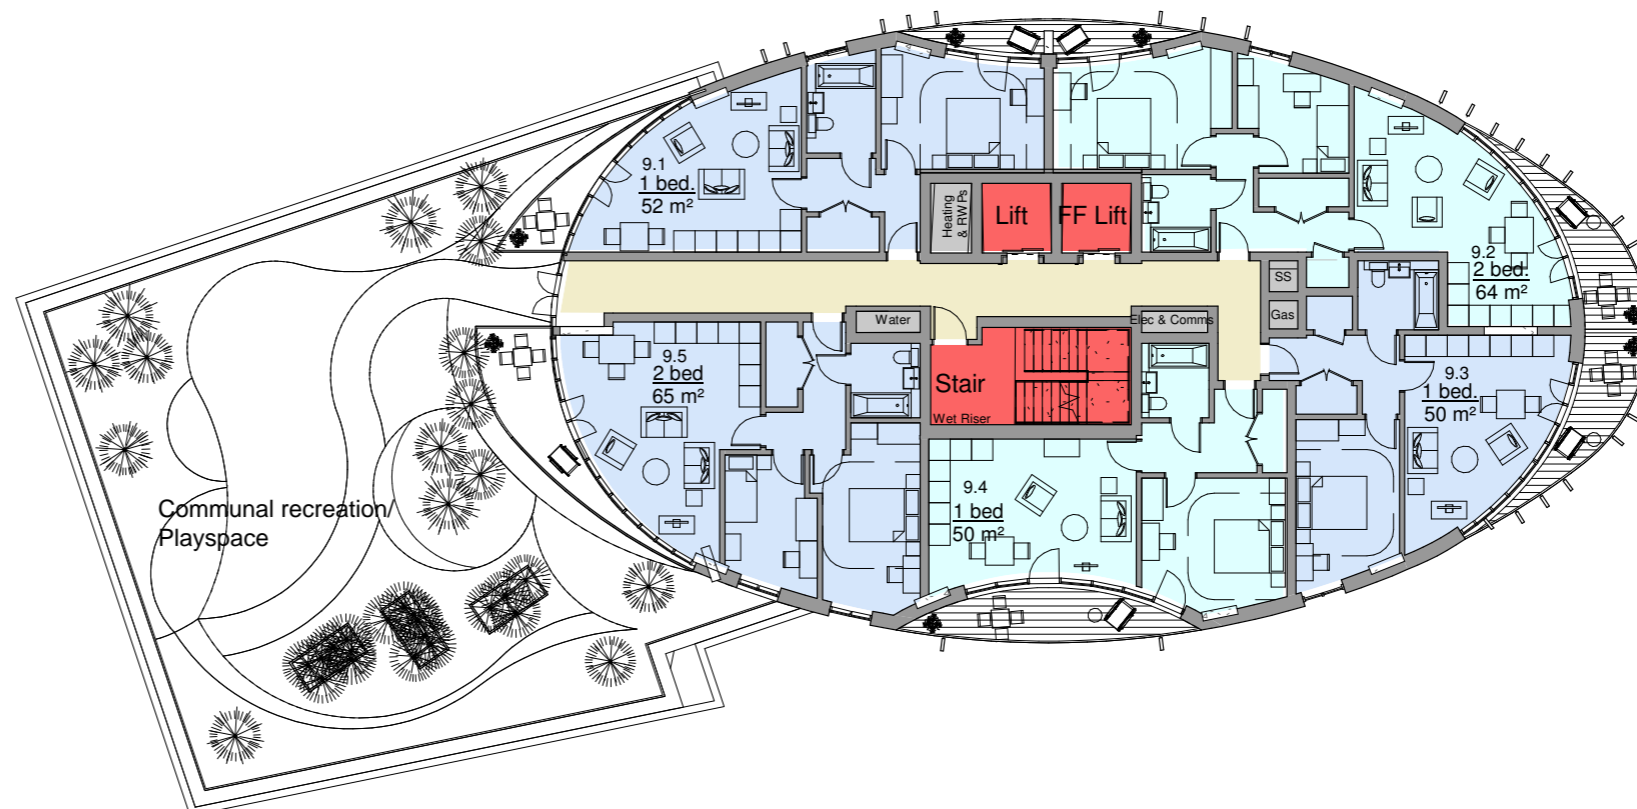 9.1
1 bed.
52 m²
Heating
& RWPs
Lift
FF Lift
9.2
2 bed.
64 m²
SS
Gas
Water
Elec & Comms
Stair
Wet Riser
9.5
2 bed
65 m²
9.3
1 bed.
50 m²
9.4
1 bed
50 m²
Communal recreation/
Playspace